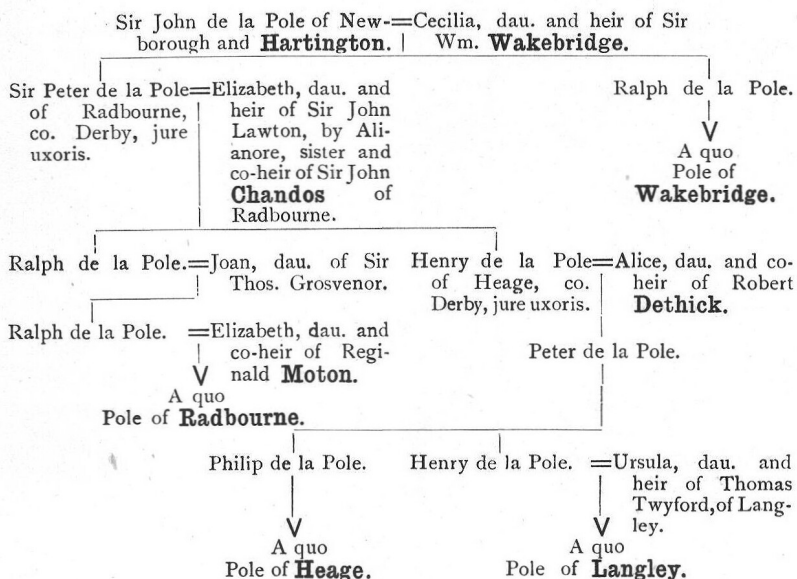 Sir John de la Pole of New-=Cecilia, dau. and heir of Sir
borough and Hartington. Wm. Wakebridge.
Sir Peter de la Pole=Elizabeth, dau. and
of Radbourne, heir of Sir John
co. Derby, jure Lawton, by Ali-
uxoris. anore, sister and
co-heir of Sir John
Chandos of
Radbourne.
Ralph de la Pole.
A quo
Pole of
Wakebridge.
Ralph de la Pole.=Joan, dau. of Sir
Thos. Grosvenor.
Henry de la Pole=Alice, dau. and co-
of Heage, co. heir of Robert
Derby, jure uxoris. Dethick.
Ralph de la Pole. =Elizabeth, dau. and
co-heir of Regi-
nald Moton.
A quo
Pole of Radbourne.
Peter de la Pole.
Philip de la Pole.
A quo
Pole of Heage.
Henry de la Pole. =Ursula, dau. and
heir of Thomas
Twyford, of Lang-
ley.
A quo
Pole of Langley.